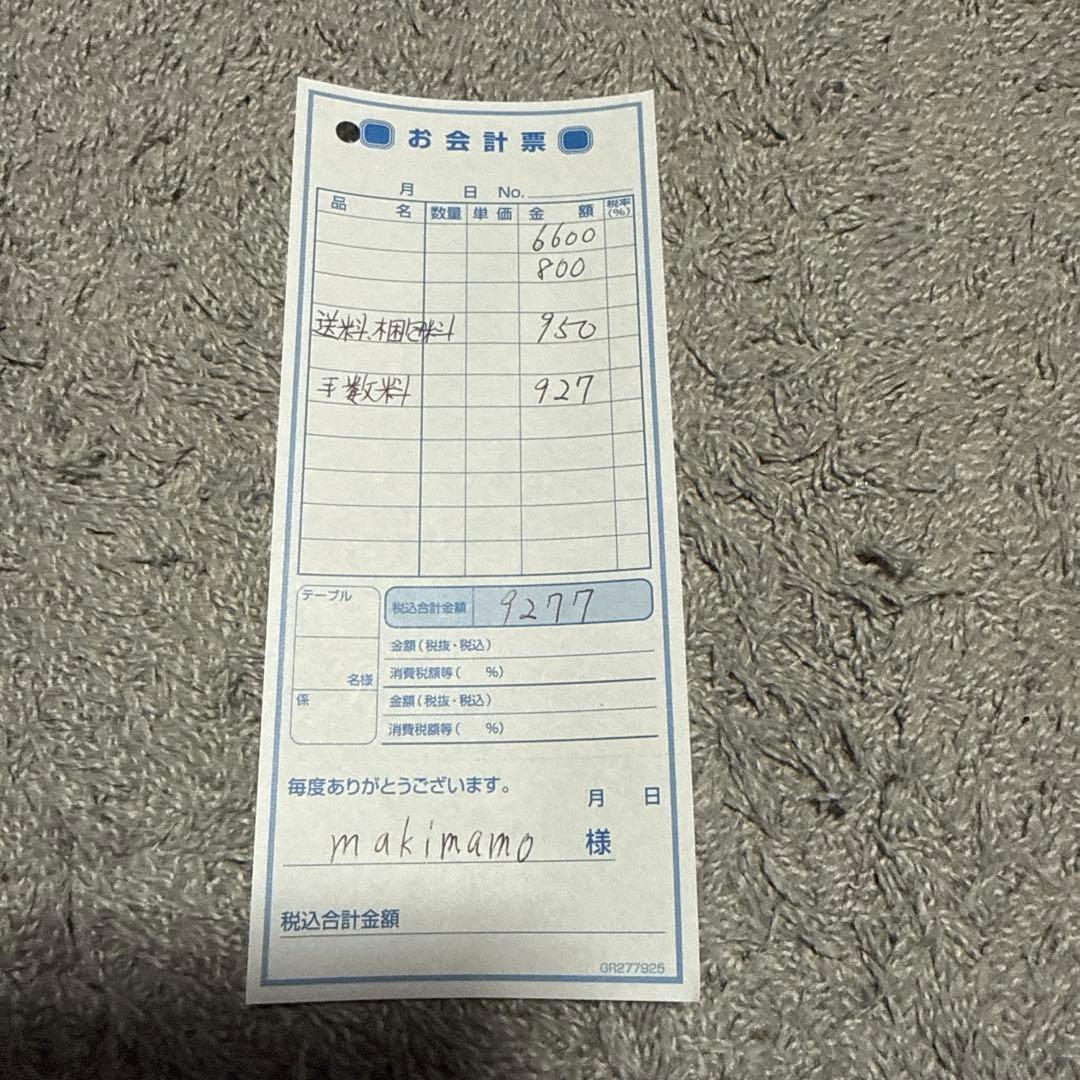 お会計票
月 日 No.
品名 数量 単価 金額 税率(%)
6600
800
送料、梱包料 950
手数料 927
テーブル
名様
係
税込合計金額 9277
金額(税抜・税込)
消費税額等( %)
金額(税抜・税込)
消費税額等( %)
毎度ありがとうございます。
月 日
makimamo 様
税込合計金額
GR277925